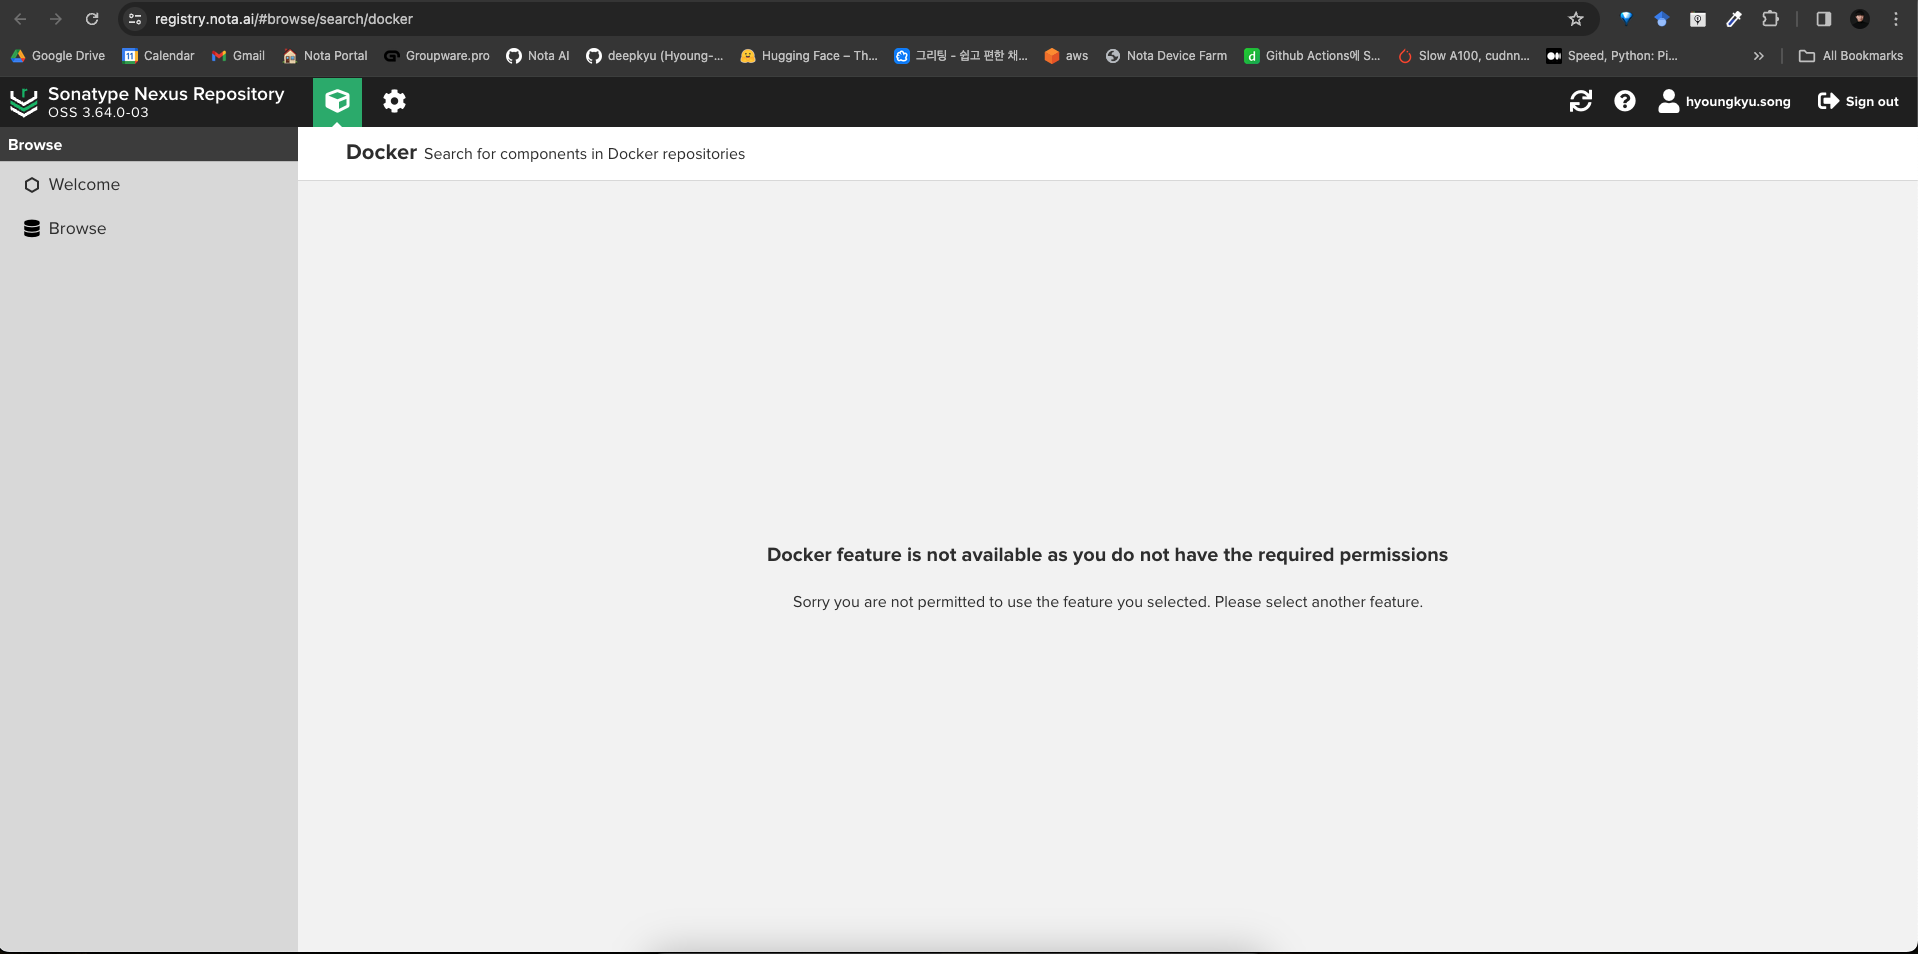 registry.nota.ai/#browse/search/docker
Google Drive
Calendar
Gmail
Nota Portal
Groupware.pro
Nota AI
deepkyu (Hyoung-...
Hugging Face – Th...
그리팅 - 쉽고 편한 채...
aws
Nota Device Farm
Github Actions에 S...
Slow A100, cudnn...
Speed, Python: Pi...
All Bookmarks
Sonatype Nexus Repository
OSS 3.64.0-03
hyoungkyu.song
Sign out
Browse
Welcome
Browse
Docker Search for components in Docker repositories
Docker feature is not available as you do not have the required permissions
Sorry you are not permitted to use the feature you selected. Please select another feature.